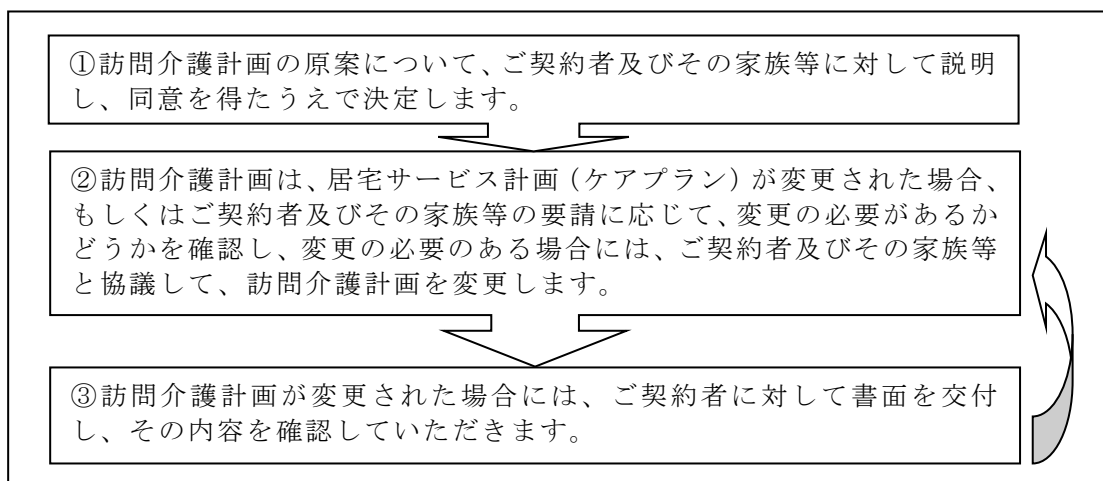 ①訪問介護計画の原案について、ご契約者及びその家族等に対して説明
し、同意を得たうえで決定します。
②訪問介護計画は、居宅サービス計画（ケアプラン）が変更された場合、
もしくはご契約者及びその家族等の要請に応じて、変更の必要があるか
どうかを確認し、変更の必要のある場合には、ご契約者及びその家族等
と協議して、訪問介護計画を変更します。
③訪問介護計画が変更された場合には、ご契約者に対して書面を交付
し、その内容を確認していただきます。